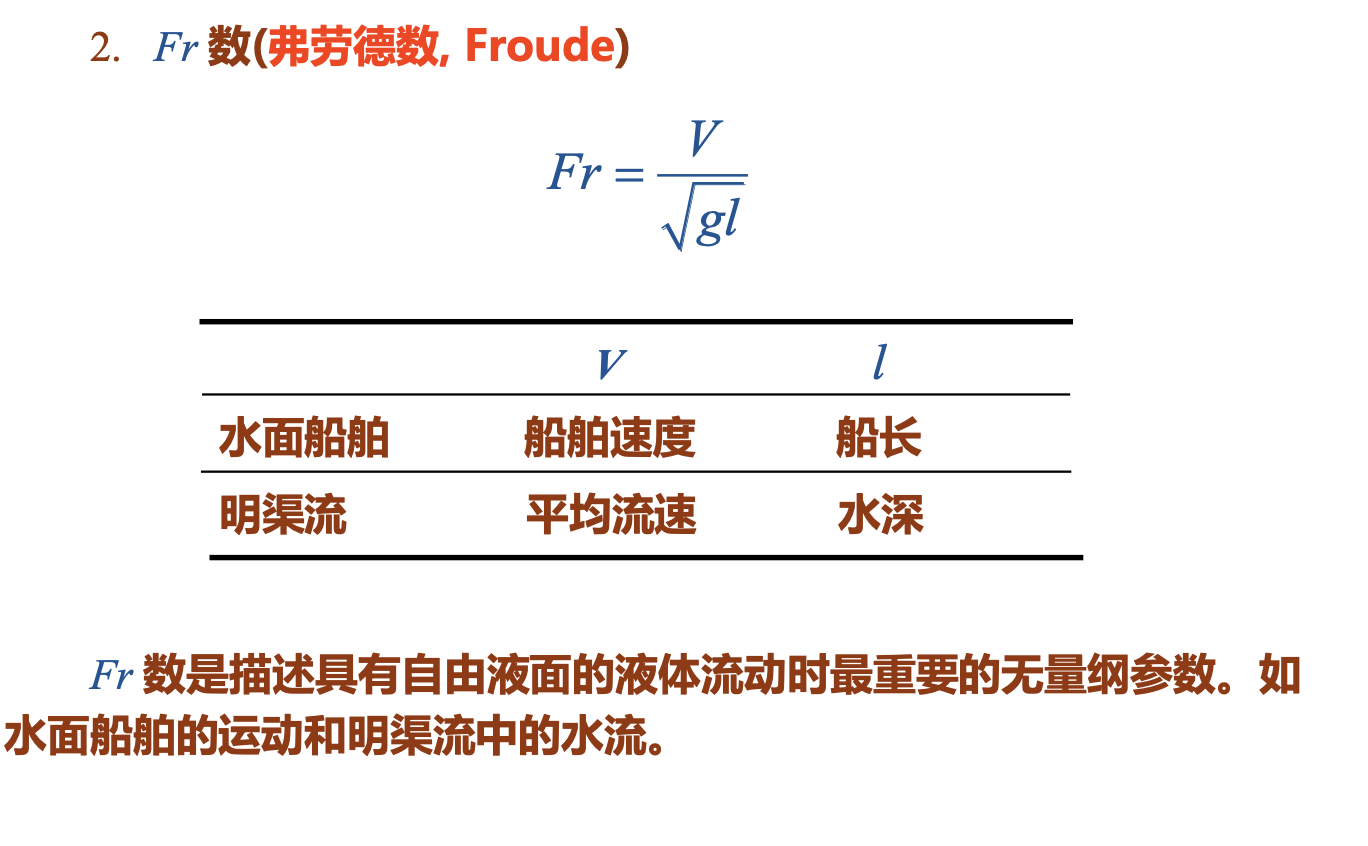 2. Fr 数(弗劳德数, Froude)
Fr = V / √gl
V l
水面船舶 船舶速度 船长
明渠流 平均流速 水深
Fr 数是描述具有自由液面的液体流动时最重要的无量纲参数。如
水面船舶的运动和明渠流中的水流。